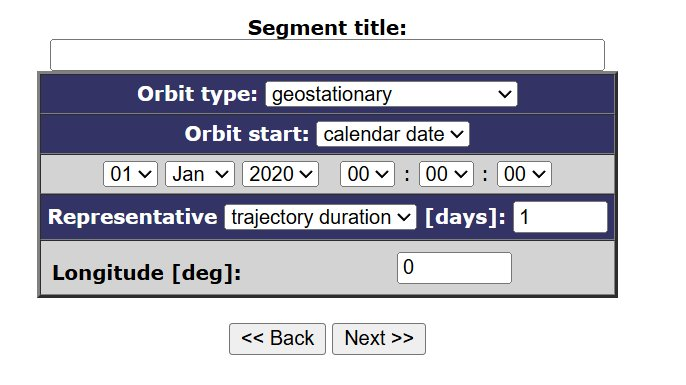 Segment title:
Orbit type: geostationary
Orbit start: calendar date
01 Jan 2020 00 : 00 : 00
Representative trajectory duration [days]: 1
Longitude [deg]: 0
<< Back Next >>